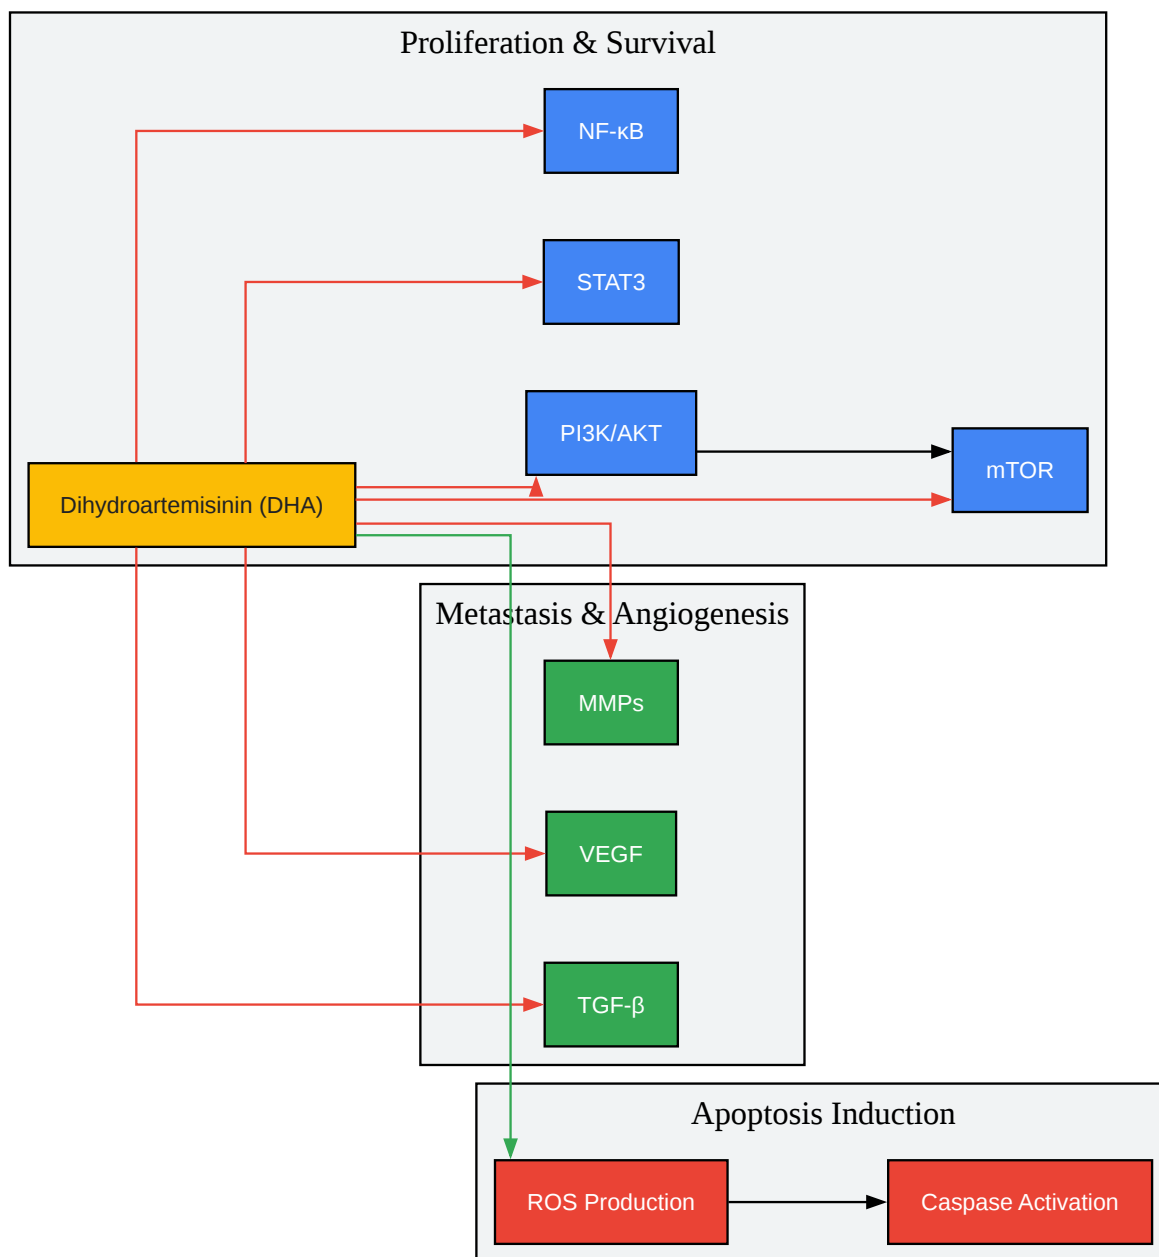 Proliferation & Survival
NF-κB
STAT3
PI3K/AKT
mTOR
Dihydroartemisinin (DHA)
Metastasis & Angiogenesis
MMPs
VEGF
TGF-β
Apoptosis Induction
ROS Production
Caspase Activation